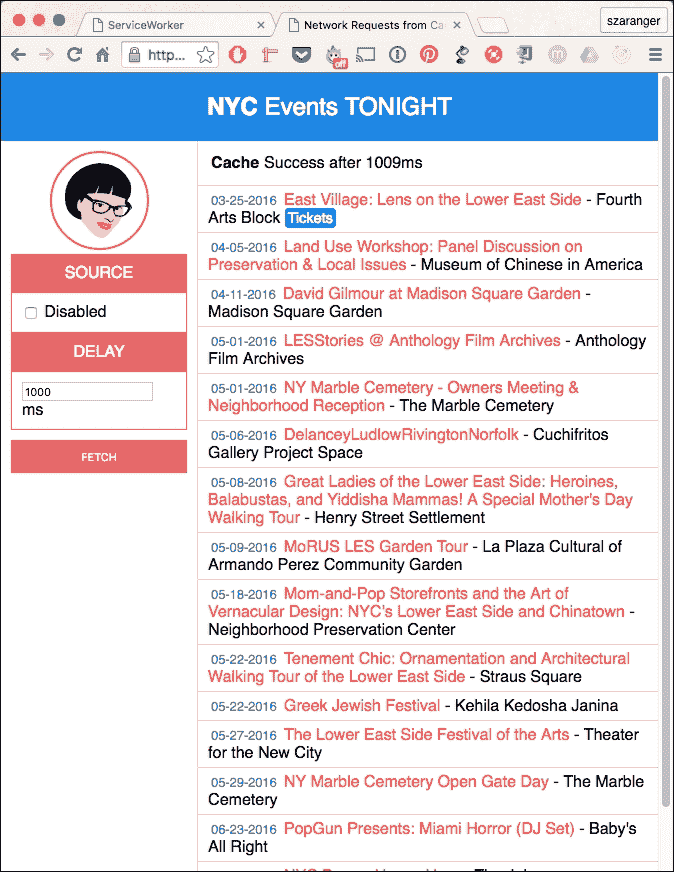 ServiceWorker
Network Requests from Ca
szaranger
http...
off
NYC Events TONIGHT
SOURCE
Disabled
DELAY
1000
ms
FETCH
Cache Success after 1009ms
03-25-2016 East Village: Lens on the Lower East Side - Fourth
Arts Block Tickets
04-05-2016 Land Use Workshop: Panel Discussion on
Preservation & Local Issues - Museum of Chinese in America
04-11-2016 David Gilmour at Madison Square Garden -
Madison Square Garden
05-01-2016 LESStories @ Anthology Film Archives - Anthology
Film Archives
05-01-2016 NY Marble Cemetery - Owners Meeting &
Neighborhood Reception - The Marble Cemetery
05-06-2016 DelanceyLudlowRivingtonNorfolk - Cuchifritos
Gallery Project Space
05-08-2016 Great Ladies of the Lower East Side: Heroines,
Balabustas, and Yiddisha Mammas! A Special Mother's Day
Walking Tour - Henry Street Settlement
05-09-2016 MoRUS LES Garden Tour - La Plaza Cultural of
Armando Perez Community Garden
05-18-2016 Mom-and-Pop Storefronts and the Art of
Vernacular Design: NYC's Lower East Side and Chinatown -
Neighborhood Preservation Center
05-22-2016 Tenement Chic: Ornamentation and Architectural
Walking Tour of the Lower East Side - Straus Square
05-22-2016 Greek Jewish Festival - Kehila Kedosha Janina
05-27-2016 The Lower East Side Festival of the Arts - Theater
for the New City
05-29-2016 NY Marble Cemetery Open Gate Day - The Marble
Cemetery
06-23-2016 PopGun Presents: Miami Horror (DJ Set) - Baby's
All Right